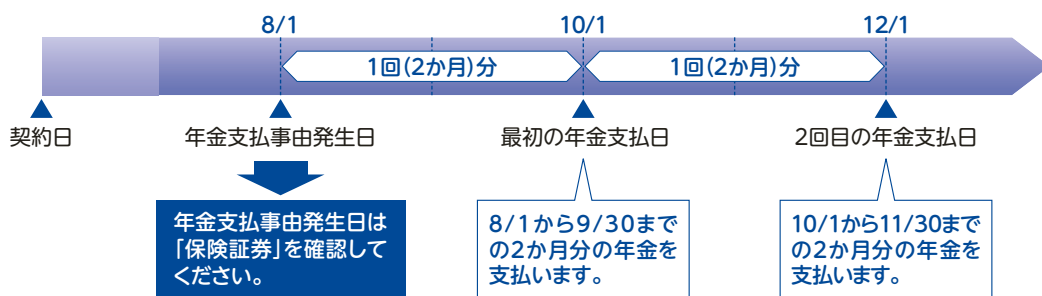 8/1
10/1
12/1
1回(2か月)分
1回(2か月)分
契約日
年金支払事由発生日
最初の年金支払日
2回目の年金支払日
年金支払事由発生日は
「保険証券」を確認して
ください。
8/1から9/30まで
の2か月分の年金を
支払います。
10/1から11/30まで
の2か月分の年金を
支払います。